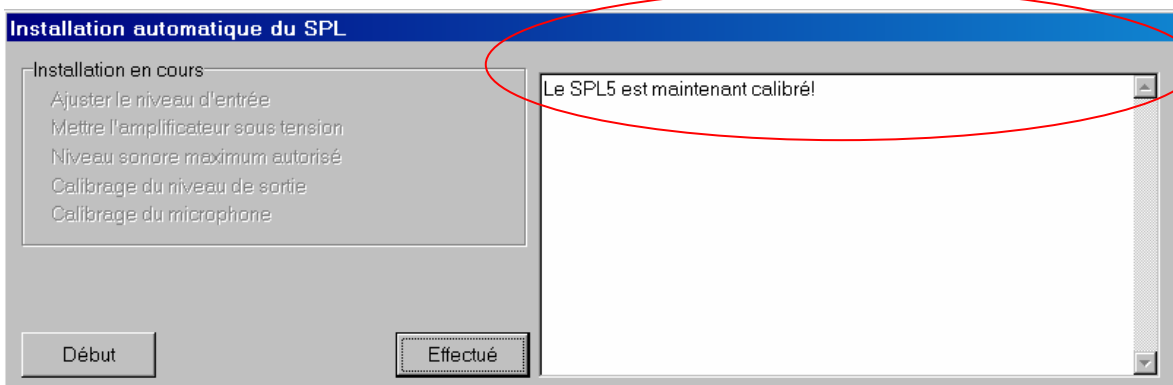 Installation automatique du SPL
Installation en cours
Ajuster le niveau d'entrée
Mettre l'amplificateur sous tension
Niveau sonore maximum autorisé
Calibrage du niveau de sortie
Calibrage du microphone
Le SPL5 est maintenant calibré!
Début
Effectué